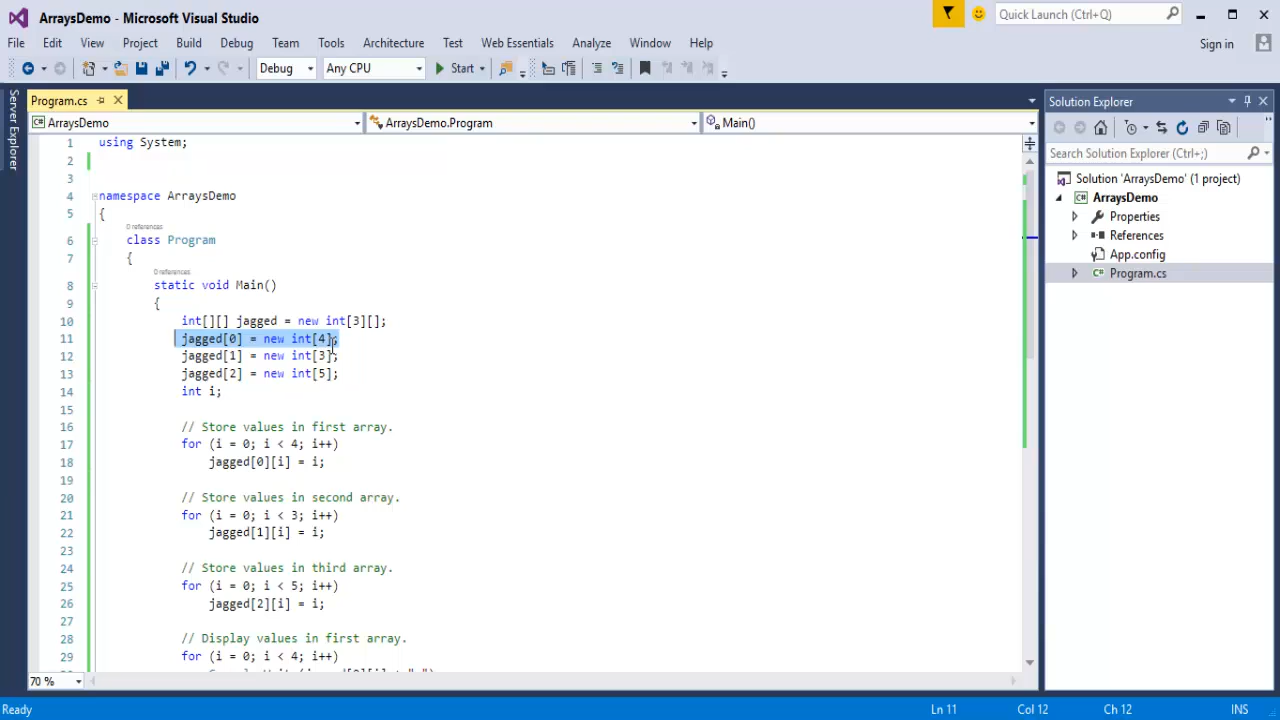 ArraysDemo - Microsoft Visual Studio
Quick Launch (Ctrl+Q)
File Edit View Project Build Debug Team Tools Architecture Test Web Essentials Analyze Window Help
Sign in
Debug Any CPU Start
Server Explorer
Program.cs
ArraysDemo ArraysDemo.Program Main()
1 using System;
2
3
4 namespace ArraysDemo
5 {
0 references
6 class Program
7 {
0 references
8 static void Main()
9 {
10 int[][] jagged = new int[3][];
11 jagged[0] = new int[4];
12 jagged[1] = new int[3];
13 jagged[2] = new int[5];
14 int i;
15
16 // Store values in first array.
17 for (i = 0; i < 4; i++)
18 jagged[0][i] = i;
19
20 // Store values in second array.
21 for (i = 0; i < 3; i++)
22 jagged[1][i] = i;
23
24 // Store values in third array.
25 for (i = 0; i < 5; i++)
26 jagged[2][i] = i;
27
28 // Display values in first array.
29 for (i = 0; i < 4; i++)
70 %
Solution Explorer
Search Solution Explorer (Ctrl+;)
Solution 'ArraysDemo' (1 project)
ArraysDemo
Properties
References
App.config
Program.cs
Ready Ln 11 Col 12 Ch 12 INS